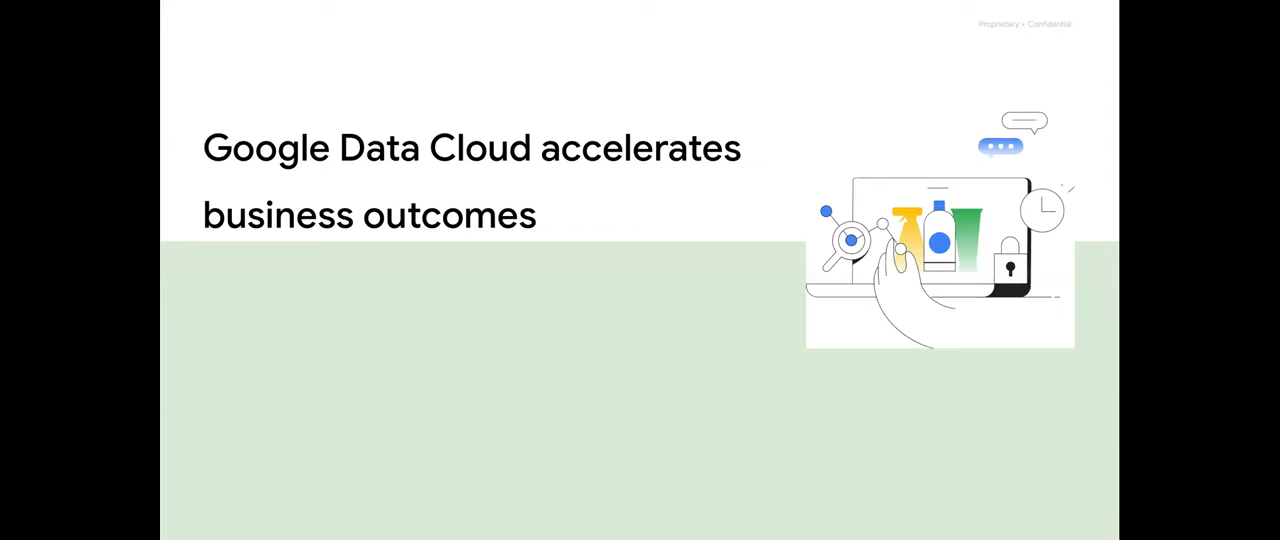 Proprietary + Confidential
Google Data Cloud accelerates
business outcomes